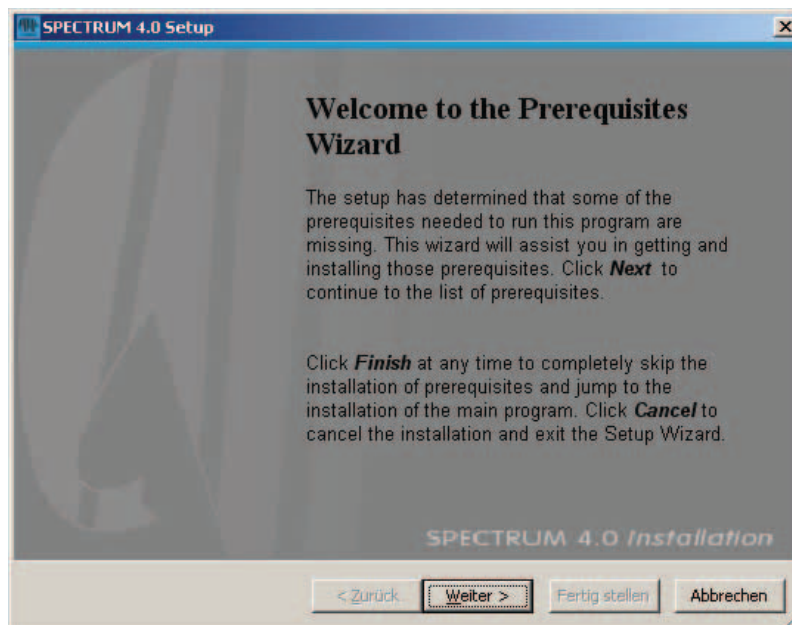 SPECTRUM 4.0 Setup
Welcome to the Prerequisites
Wizard
The setup has determined that some of the
prerequisites needed to run this program are
missing. This wizard will assist you in getting and
installing those prerequisites. Click Next to
continue to the list of prerequisites.
Click Finish at any time to completely skip the
installation of prerequisites and jump to the
installation of the main program. Click Cancel to
cancel the installation and exit the Setup Wizard.
SPECTRUM 4.0 Installation
< Zurück
Weiter >
Fertig stellen
Abbrechen